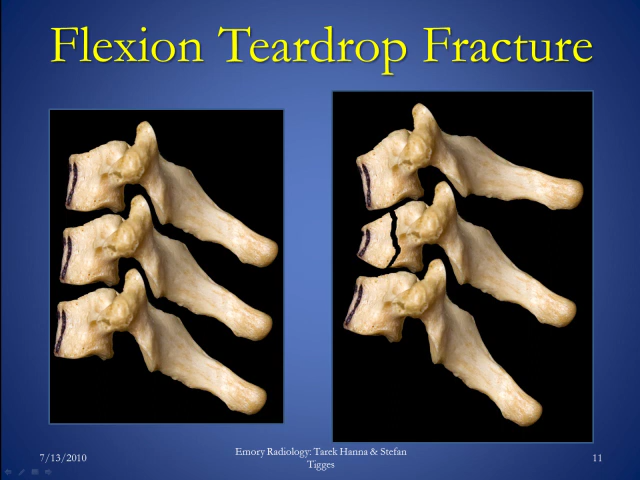 Flexion Teardrop Fracture
7/13/2010
Emory Radiology: Tarek Hanna & Stefan
Tigges
11